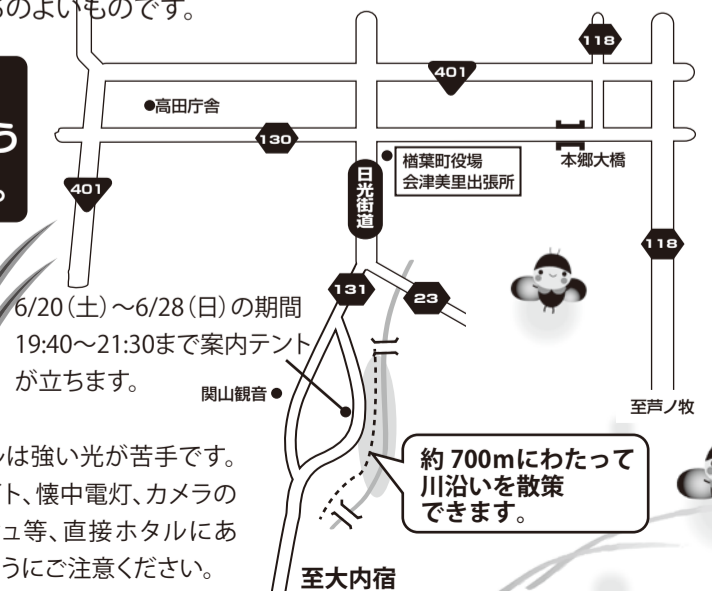 のよいものです。
118
401
●高田庁舎
う
130
本郷大橋
楢葉町役場
会津美里出張所
401
。
日光街道
118
131
23
6/20（土）～6/28（日）の期間
19:40～21:30まで案内テント
が立ちます。
関山観音●
至芦ノ牧
ルは強い光が苦手です。
イト、懐中電灯、カメラの
ュ等、直接ホタルにあ
うにご注意ください。
約 700mにわたって
川沿いを散策
できます。
至大内宿